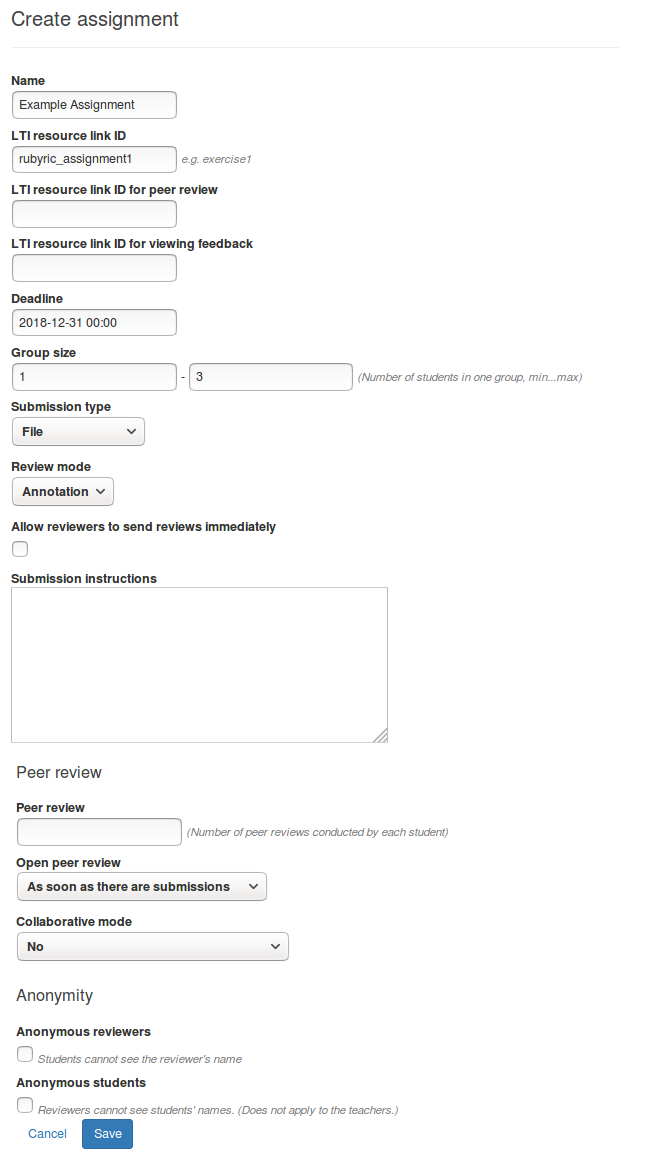 Create assignment
Name
Example Assignment
LTI resource link ID
rubyric_assignment1 e.g. exercise1
LTI resource link ID for peer review
LTI resource link ID for viewing feedback
Deadline
2018-12-31 00:00
Group size
1 - 3 (Number of students in one group, min...max)
Submission type
File
Review mode
Annotation
Allow reviewers to send reviews immediately
Submission instructions
Peer review
Peer review
(Number of peer reviews conducted by each student)
Open peer review
As soon as there are submissions
Collaborative mode
No
Anonymity
Anonymous reviewers
Students cannot see the reviewer's name
Anonymous students
Reviewers cannot see students' names. (Does not apply to the teachers.)
Cancel Save